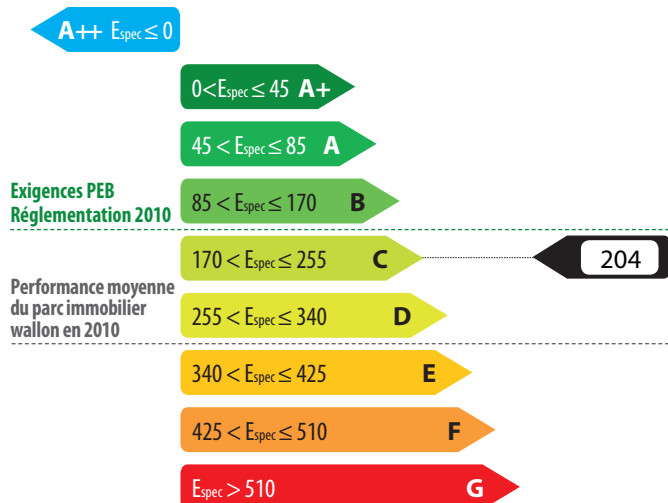 A++ Espec ≤ 0
0<Espec ≤ 45 A+
45 < Espec ≤ 85 A
Exigences PEB
Réglementation 2010
85 < Espec ≤ 170 B
170 < Espec ≤ 255 C
204
Performance moyenne
du parc immobilier
wallon en 2010
255 < Espec ≤ 340 D
340 < Espec ≤ 425 E
425 < Espec ≤ 510 F
Espec > 510 G